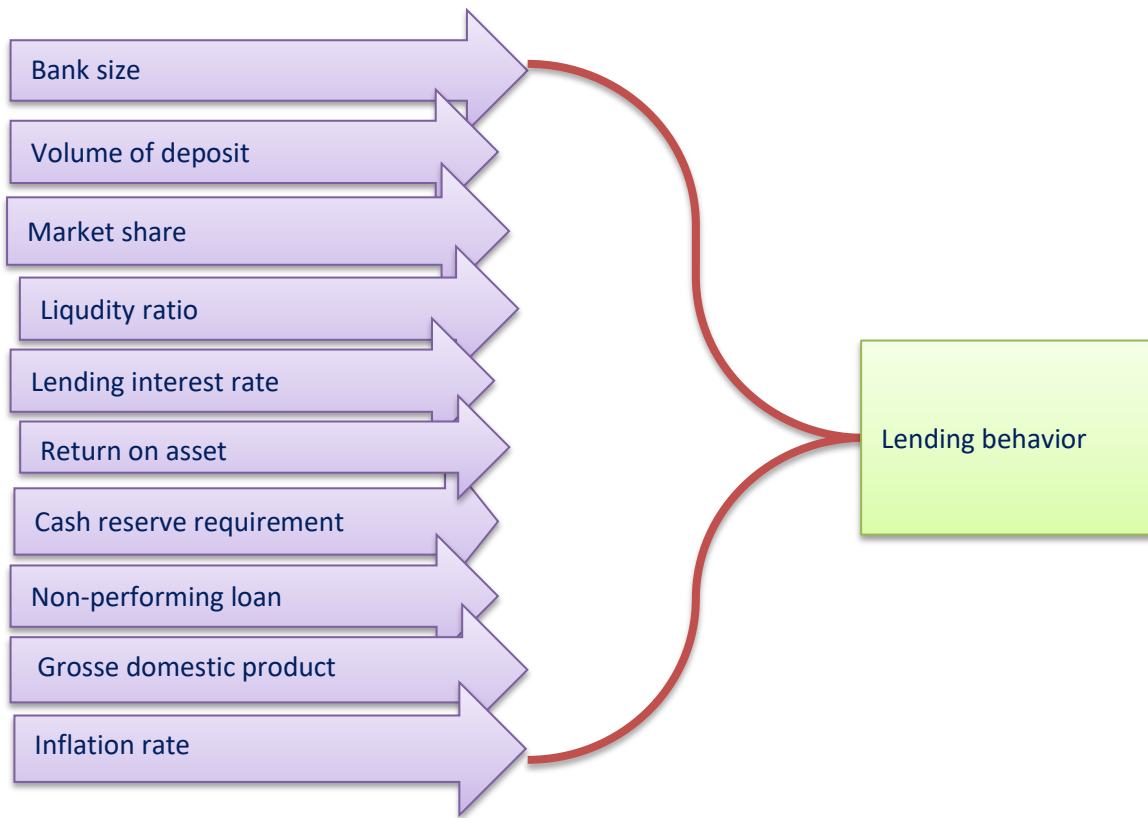 Bank size
Volume of deposit
Market share
Liqudity ratio
Lending interest rate
Return on asset
Cash reserve requirement
Non-performing loan
Grosse domestic product
Inflation rate
Lending behavior